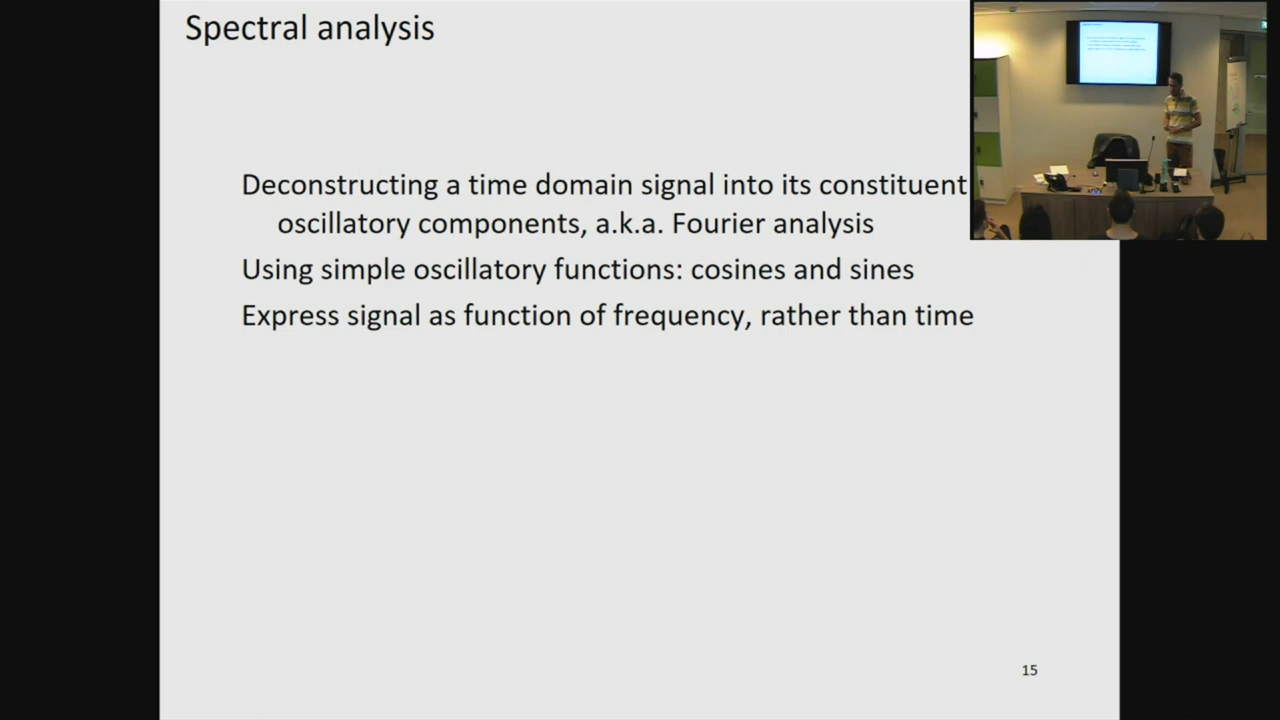 Spectral analysis
Deconstructing a time domain signal into its constituent
oscillatory components, a.k.a. Fourier analysis
Using simple oscillatory functions: cosines and sines
Express signal as function of frequency, rather than time
15